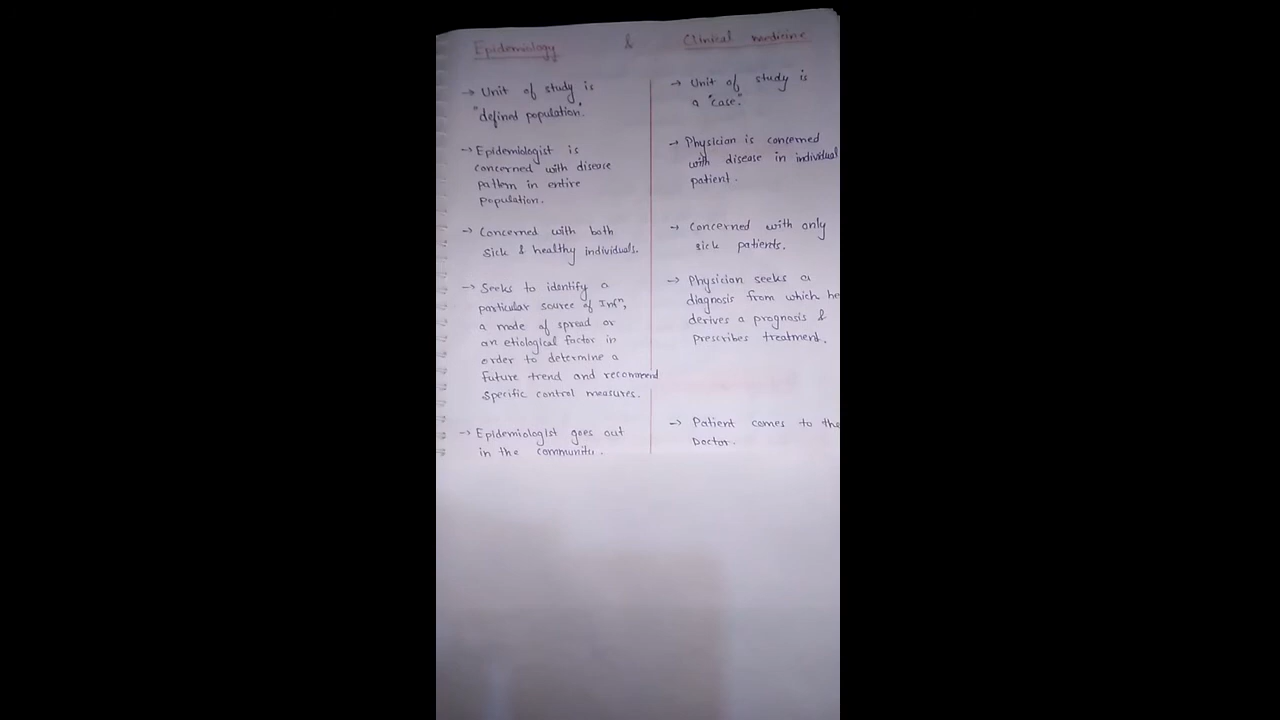 Epidemiology & Clinical medicine
→ Unit of study is
"defined population".
→ Epidemiologist is
concerned with disease
pattern in entire
population.
→ Concerned with both
sick & healthy individuals.
→ Seeks to identify a
particular source of Infⁿ,
a mode of spread or
an etiological factor in
order to determine a
future trend and recommend
specific control measures.
→ Epidemiologist goes out
in the community.
→ Unit of study is
a "case."
→ Physician is concerned
with disease in individual
patient.
→ Concerned with only
sick patients.
→ Physician seeks a
diagnosis from which he
derives a prognosis &
prescribes treatment.
→ Patient comes to the
Doctor.